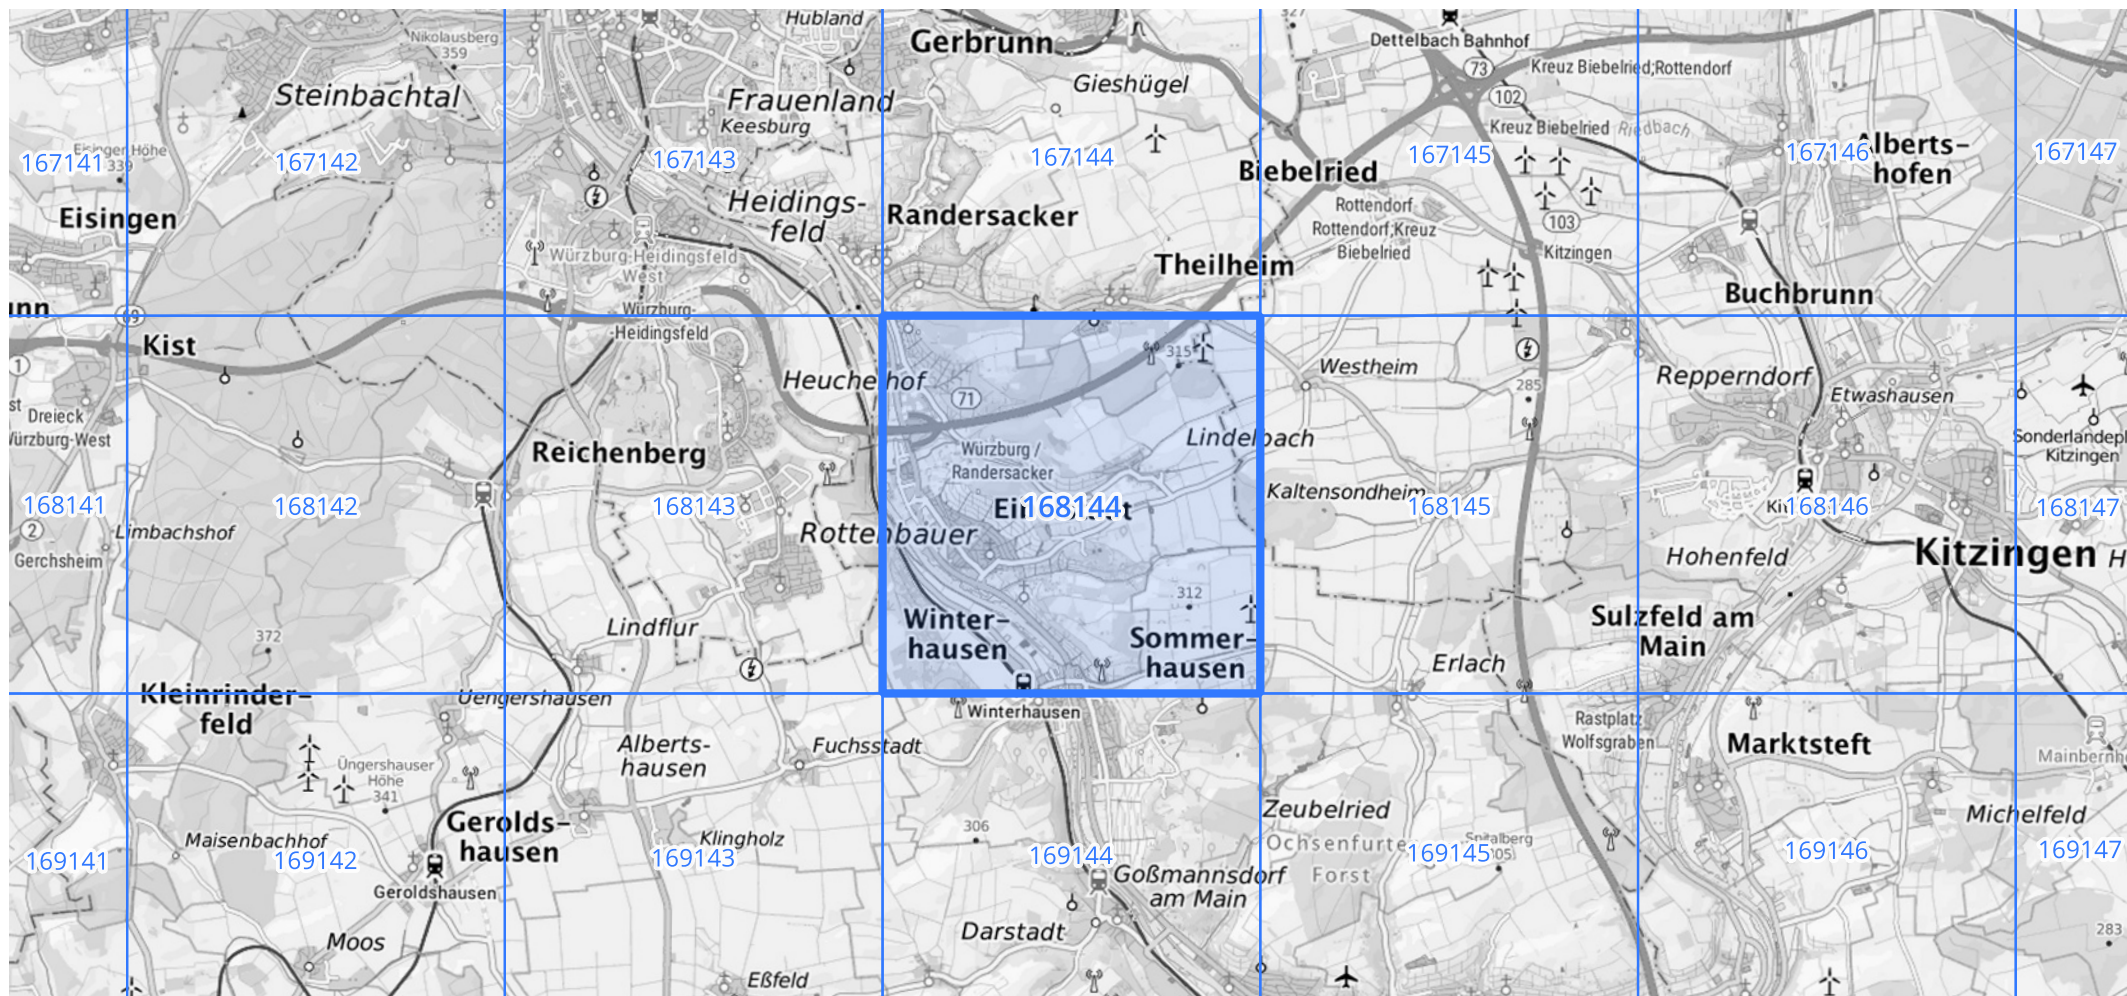 Hubland
327
Gerbrunn
Nikolausberg
359
Dettelbach Bahnhof
73
Kreuz Biebelried;Rottendorf
Gieshügel
Steinbachtal
Frauenland
102
Keesburg
Kreuz Biebelried
Riedbach
Eisinger Höhe
339
167141
167142
167143
167144
167145
167146
167147
Alberts-
hofen
Biebelried
Eisingen
Heidings-
feld
Randersacker
Rottendorf
Rottendorf;Kreuz
Biebelried
103
Kitzingen
Würzburg-Heidingsfeld
West
Theilheim
Buchbrunn
69
Würzburg-
-Heidingsfeld
Kist
1
315
Westheim
Heuchelhof
285
Repperndorf
Etwashausen
71
Dreieck
Würzburg-West
Reichenberg
Würzburg /
Randersacker
Lindelbach
Kitzingen
168141
168142
168143
168144
168145
168146
168147
Kaltensondheim
2
Limbachshof
Gerchsheim
Rottenbauer
Hohenfeld
Kitzingen
312
Winter-
hausen
Sommer-
hausen
Sulzfeld am
Main
Lindflur
372
Erlach
Kleinrinder-
feld
Uengershausen
Winterhausen
Rastplatz
Wolfsgraben
Alberts-
hausen
Fuchsstadt
Marktsteft
Üngershauser
Höhe
341
Zeubelried
Michelfeld
Gerolds-
hausen
Maisenbachhof
Klingholz
306
Ochsenfurter
Forst
169141
169142
169143
169144
169145
169146
169147
Geroldshausen
Goßmannsdorf
am Main
Moos
Darstadt
283
Eßfeld